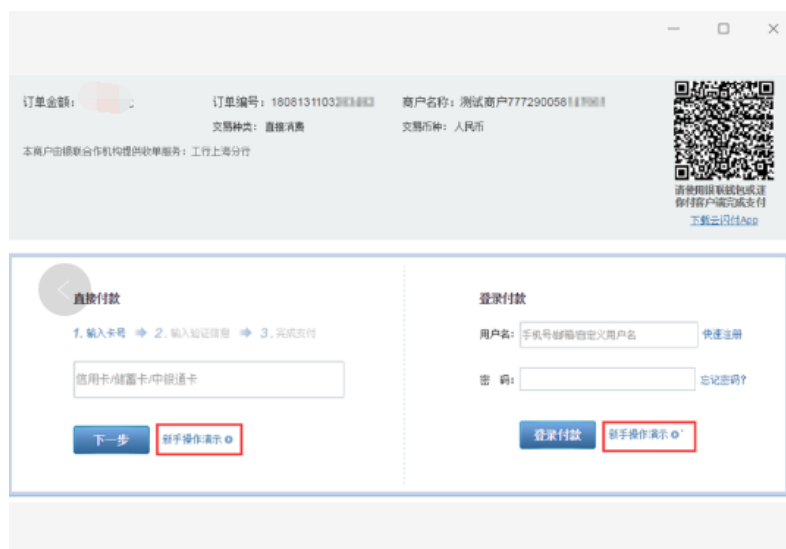 订单金额:
订单编号:1808131103
商户名称:测试商户777290058
交易种类:直接消费
交易币种:人民币
本商户由银联合作机构提供收单服务:工行上海分行
请使用银联钱包或迷
你付客户端完成支付
下载云闪付App
直接付款
1.输入卡号 2.输入验证信息 3.完成支付
信用卡/储蓄卡/中银通卡
下一步 新手操作演示
登录付款
用户名: 手机号/邮箱/自定义用户名 快速注册
密 码: 忘记密码?
登录付款 新手操作演示